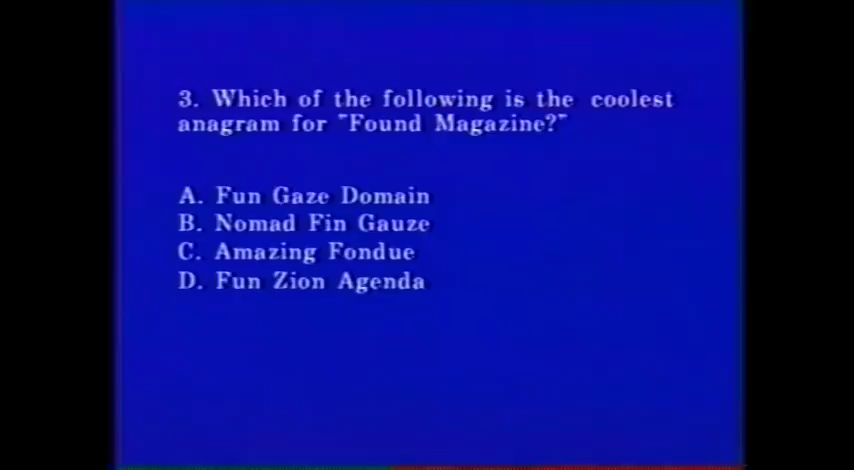 3. Which of the following is the coolest
anagram for "Found Magazine?"
A. Fun Gaze Domain
B. Nomad Fin Gauze
C. Amazing Fondue
D. Fun Zion Agenda